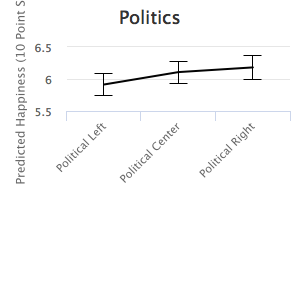 Politics
Predicted Happiness (10 Point S
6.5
6
5.5
Political Left
Political Center
Political Right